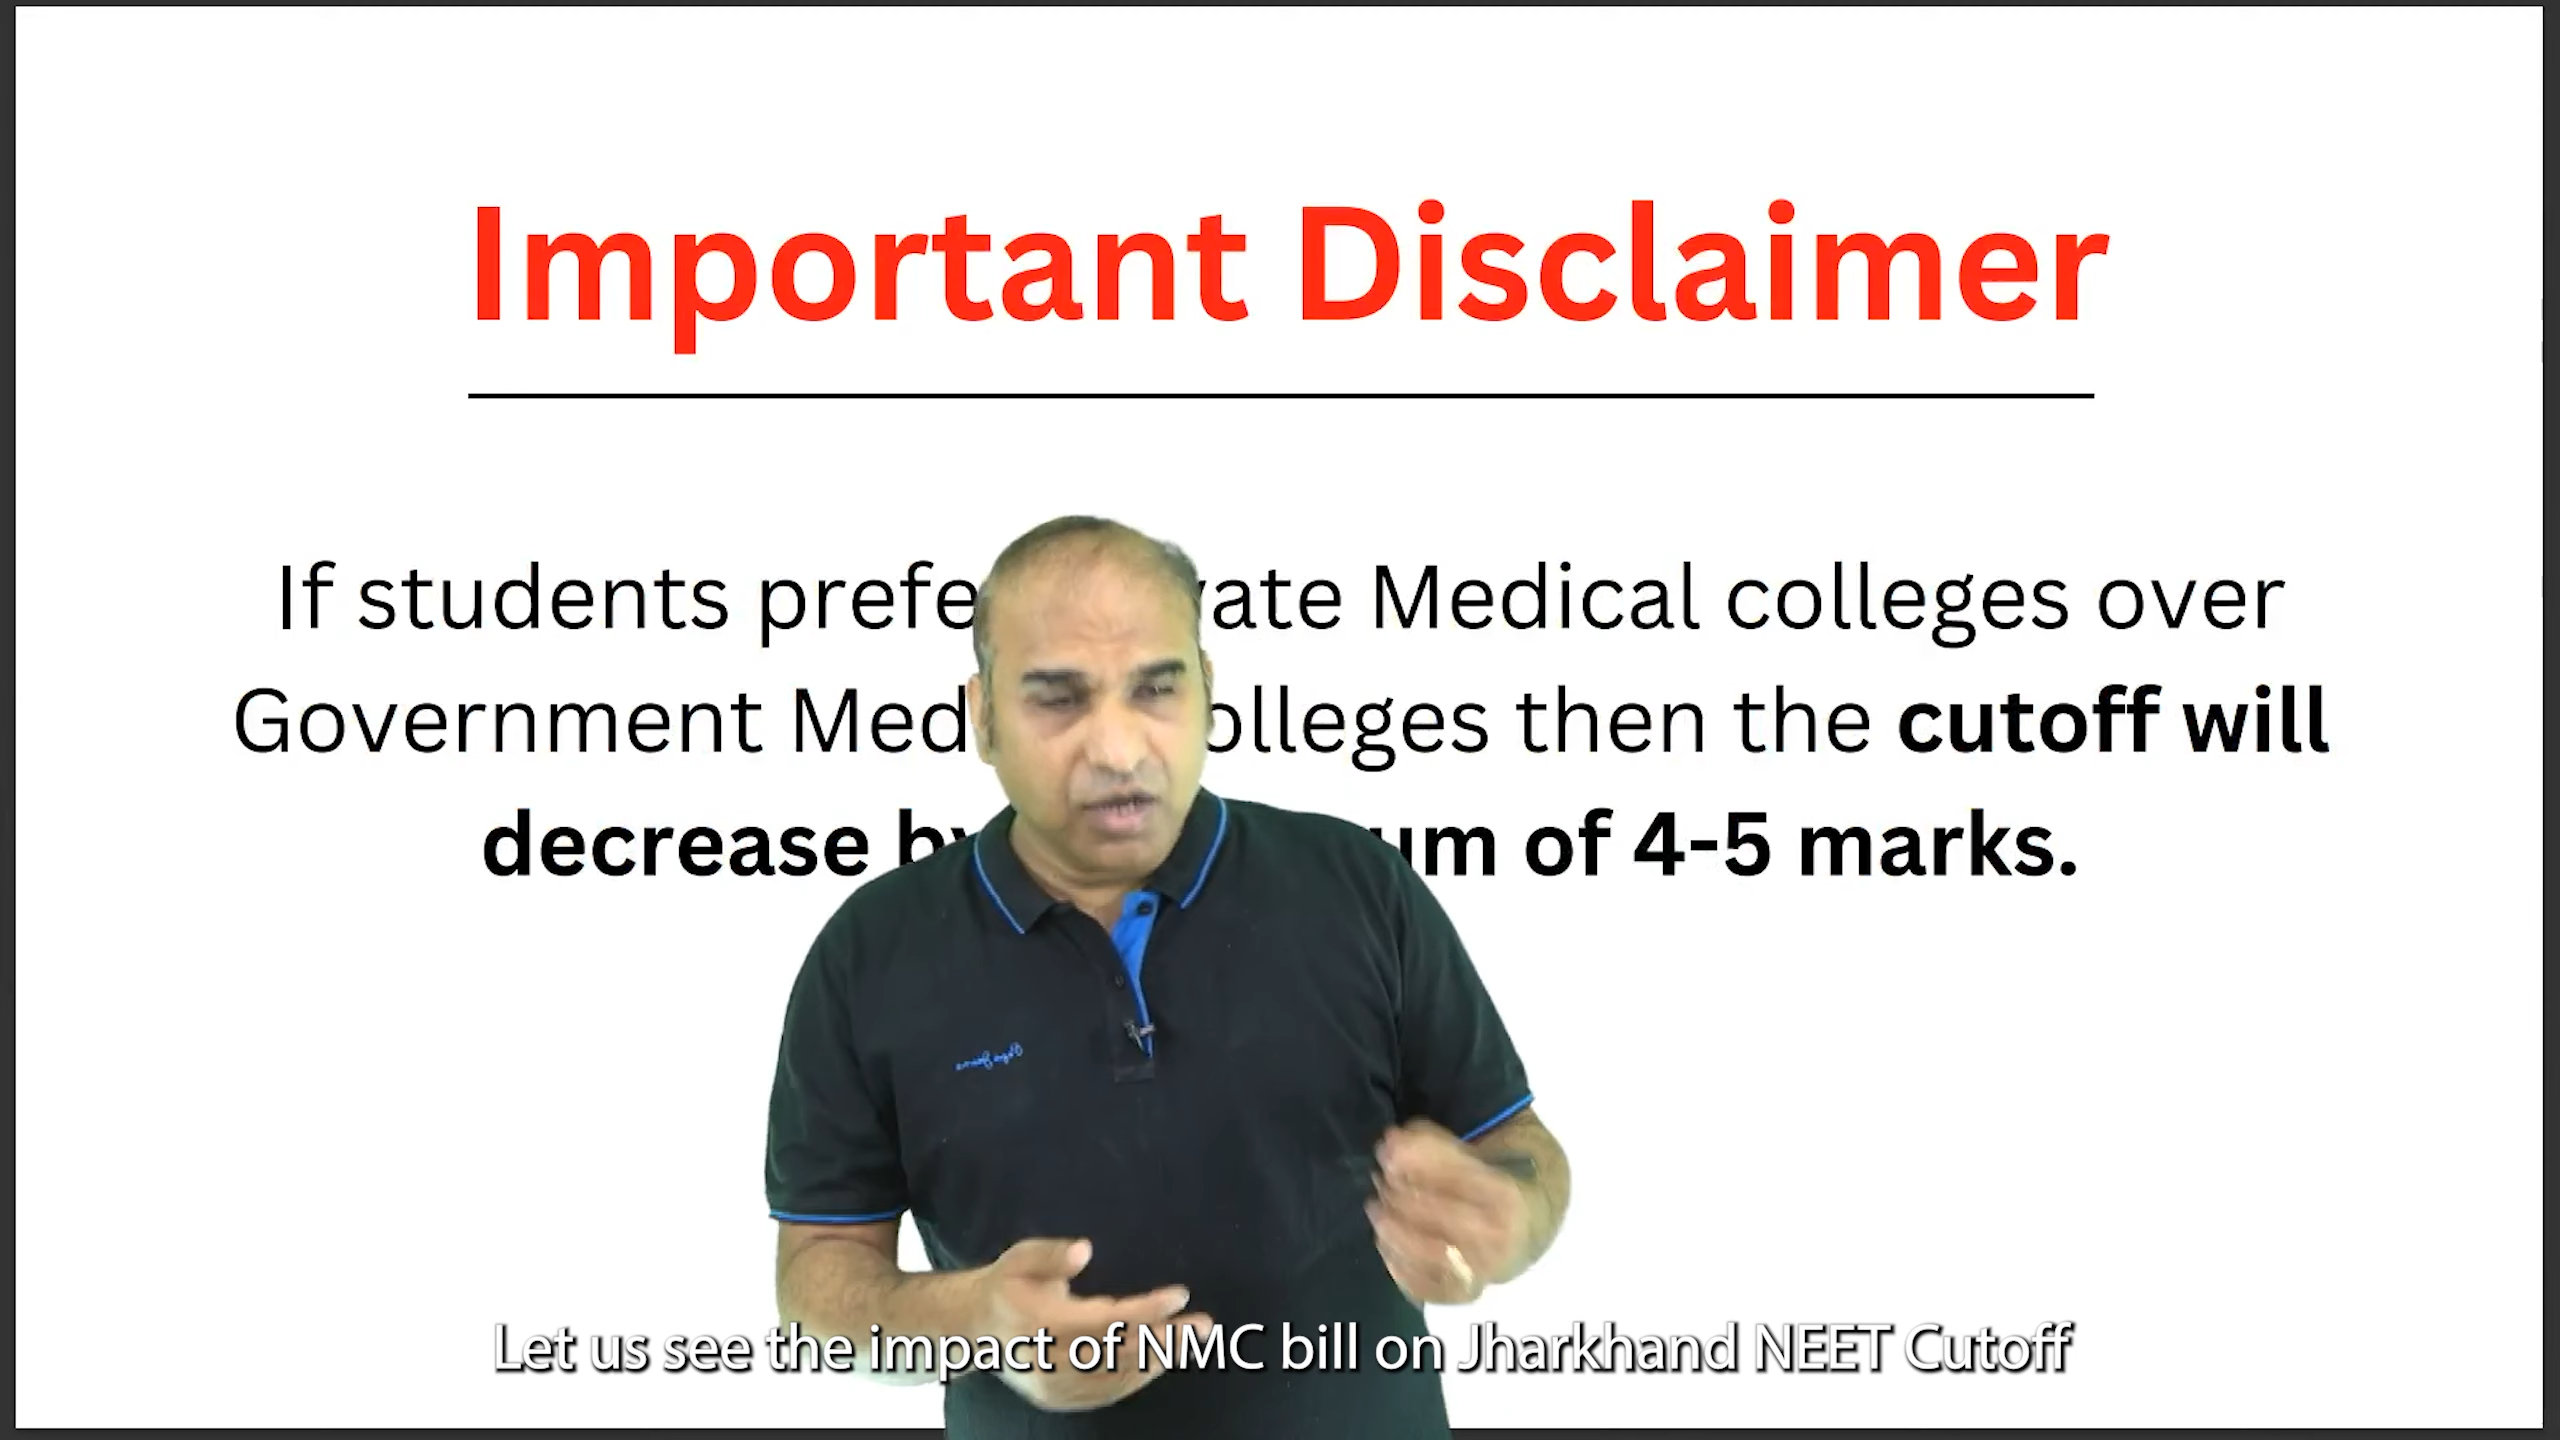 Important Disclaimer
If students prefe vate Medical colleges over
Government Med olleges then the cutoff will
decrease b um of 4-5 marks.
Let us see the impact of NMC bill on Jharkhand NEET Cutoff